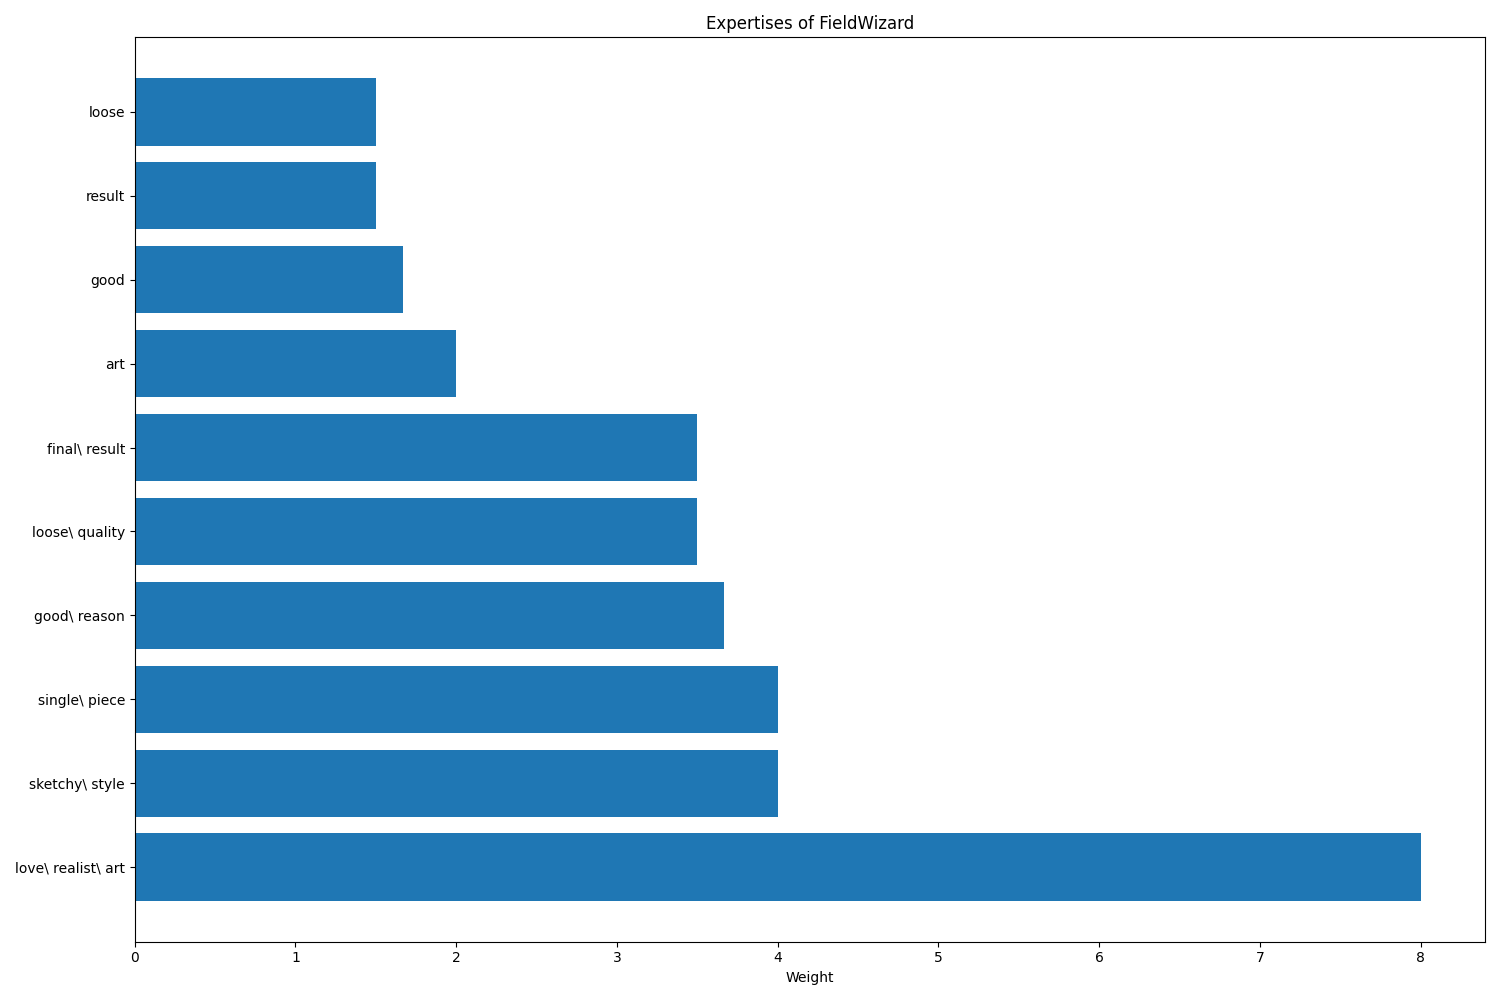 Expertises of FieldWizard
loose
result
good
art
final\ result
loose\ quality
good\ reason
single\ piece
sketchy\ style
love\ realist\ art
0 1 2 3 4 5 6 7 8
Weight